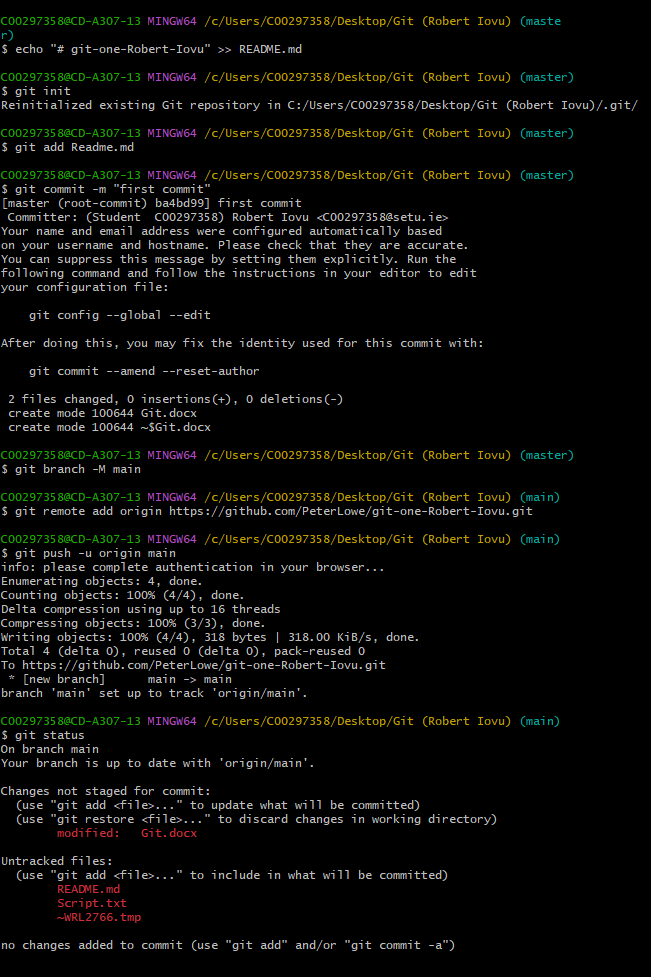 C00297358@CD-A307-13 MINGW64 /c/Users/C00297358/Desktop/Git (Robert Iovu) (maste
r)
$ echo "# git-one-Robert-Iovu" >> README.md
C00297358@CD-A307-13 MINGW64 /c/Users/C00297358/Desktop/Git (Robert Iovu) (master)
$ git init
Reinitialized existing Git repository in C:/Users/C00297358/Desktop/Git (Robert Iovu)/.git/
C00297358@CD-A307-13 MINGW64 /c/Users/C00297358/Desktop/Git (Robert Iovu) (master)
$ git add Readme.md
C00297358@CD-A307-13 MINGW64 /c/Users/C00297358/Desktop/Git (Robert Iovu) (master)
$ git commit -m "first commit"
[master (root-commit) ba4bd99] first commit
 Committer: (Student  C00297358) Robert Iovu <C00297358@setu.ie>
Your name and email address were configured automatically based
on your username and hostname. Please check that they are accurate.
You can suppress this message by setting them explicitly. Run the
following command and follow the instructions in your editor to edit
your configuration file:
    git config --global --edit
After doing this, you may fix the identity used for this commit with:
    git commit --amend --reset-author
 2 files changed, 0 insertions(+), 0 deletions(-)
 create mode 100644 Git.docx
 create mode 100644 ~$Git.docx
C00297358@CD-A307-13 MINGW64 /c/Users/C00297358/Desktop/Git (Robert Iovu) (master)
$ git branch -M main
C00297358@CD-A307-13 MINGW64 /c/Users/C00297358/Desktop/Git (Robert Iovu) (main)
$ git remote add origin https://github.com/PeterLowe/git-one-Robert-Iovu.git
C00297358@CD-A307-13 MINGW64 /c/Users/C00297358/Desktop/Git (Robert Iovu) (main)
$ git push -u origin main
info: please complete authentication in your browser...
Enumerating objects: 4, done.
Counting objects: 100% (4/4), done.
Delta compression using up to 16 threads
Compressing objects: 100% (3/3), done.
Writing objects: 100% (4/4), 318 bytes | 318.00 KiB/s, done.
Total 4 (delta 0), reused 0 (delta 0), pack-reused 0
To https://github.com/PeterLowe/git-one-Robert-Iovu.git
 * [new branch]      main -> main
branch 'main' set up to track 'origin/main'.
C00297358@CD-A307-13 MINGW64 /c/Users/C00297358/Desktop/Git (Robert Iovu) (main)
$ git status
On branch main
Your branch is up to date with 'origin/main'.
Changes not staged for commit:
  (use "git add <file>..." to update what will be committed)
  (use "git restore <file>..." to discard changes in working directory)
        modified:   Git.docx
Untracked files:
  (use "git add <file>..." to include in what will be committed)
        README.md
        Script.txt
        ~WRL2766.tmp
no changes added to commit (use "git add" and/or "git commit -a")